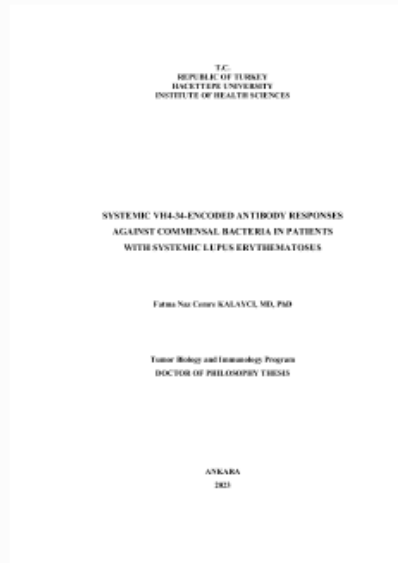 T.C.
REPUBLIC OF TURKEY
HACETTEPE UNIVERSITY
INSTITUTE OF HEALTH SCIENCES
SYSTEMIC VH4-34-ENCODED ANTIBODY RESPONSES
AGAINST COMMENSAL BACTERIA IN PATIENTS
WITH SYSTEMIC LUPUS ERYTHEMATOSUS
Fatma Naz Cemre KALAYCI, MD, PhD
Tumor Biology and Immunology Program
DOCTOR OF PHILOSOPHY THESIS
ANKARA
2023